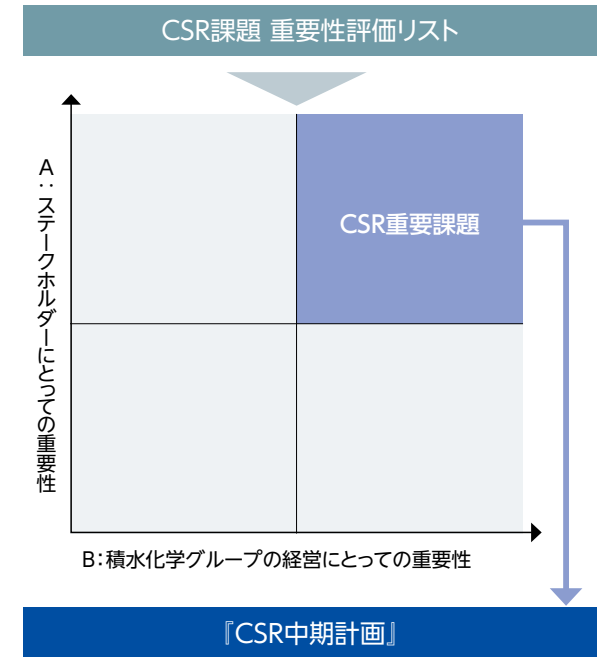 CSR課題 重要性評価リスト
A：ステークホルダーにとっての重要性
CSR重要課題
B：積水化学グループの経営にとっての重要性
『CSR中期計画』